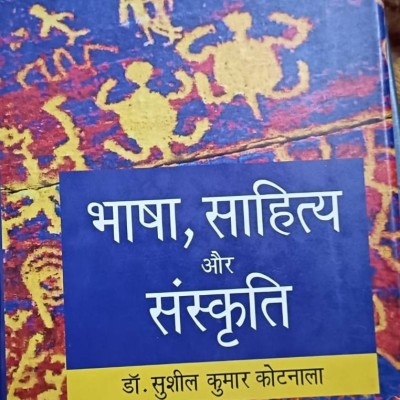 भाषा, साहित्य
और
संस्कृति
डॉ. सुशील कुमार कोटनाला